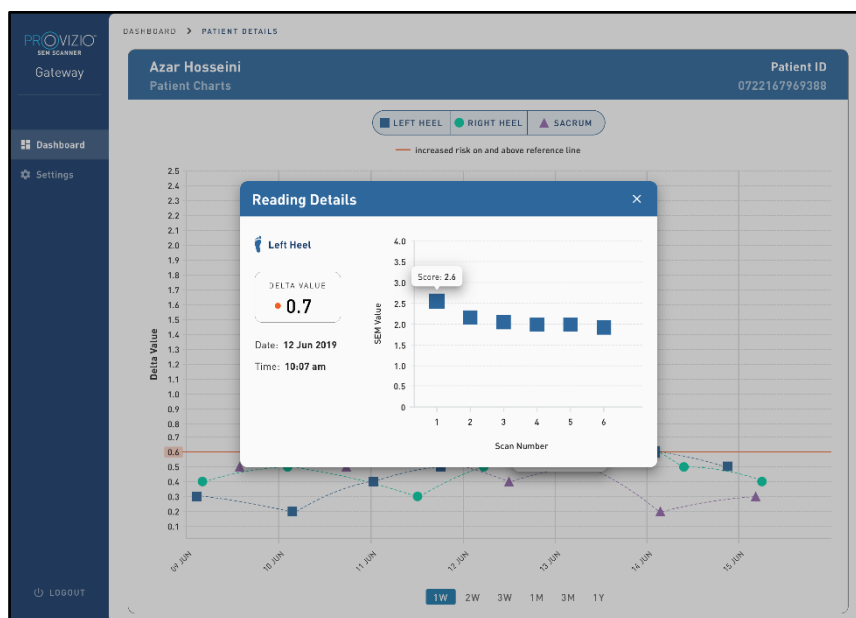 PROVIZIO™
SEM SCANNER
Gateway
Dashboard
Settings
LOGOUT
DASHBOARD > PATIENT DETAILS
Azar Hosseini
Patient ID
Patient Charts
0722167969388
LEFT HEEL
RIGHT HEEL
SACRUM
increased risk on and above reference line
Delta Value
2.5
2.4
2.3
2.2
2.1
2.0
1.9
1.8
1.7
1.6
1.5
1.4
1.3
1.2
1.1
1.0
0.9
0.8
0.7
0.6
0.5
0.4
0.3
0.2
0.1
09 JUN
10 JUN
11 JUN
12 JUN
13 JUN
14 JUN
15 JUN
1W 2W 3W 1M 3M 1Y
Reading Details
Left Heel
DELTA VALUE
0.7
Date: 12 Jun 2019
Time: 10:07 am
SEM Value
4.0
3.5
3.0
2.5
2.0
1.5
1.0
0.5
0
Score: 2.6
1 2 3 4 5 6
Scan Number